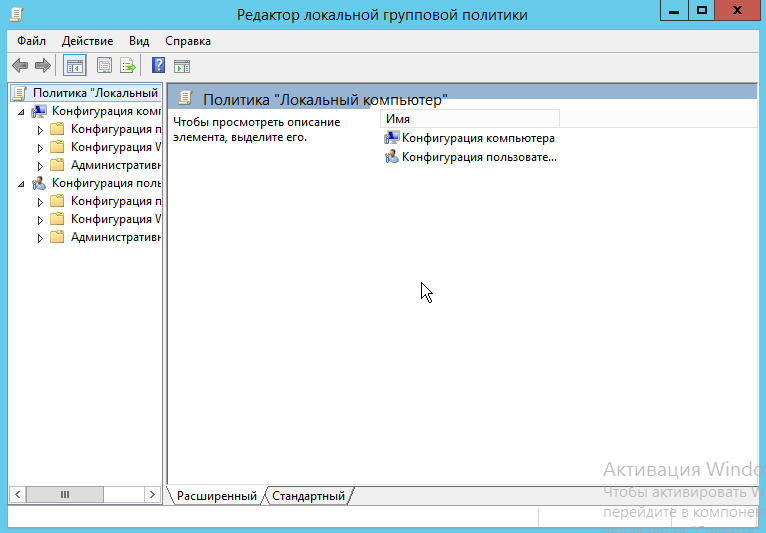 Редактор локальной групповой политики
Файл Действие Вид Справка
Политика "Локальный
Конфигурация комп
Конфигурация п
Конфигурация W
Административн
Конфигурация поль
Конфигурация п
Конфигурация W
Административн
Политика "Локальный компьютер"
Чтобы просмотреть описание
элемента, выделите его.
Имя
Конфигурация компьютера
Конфигурация пользовате...
Расширенный Стандартный
Активация Windo
Чтобы активировать W
перейдите в компонен